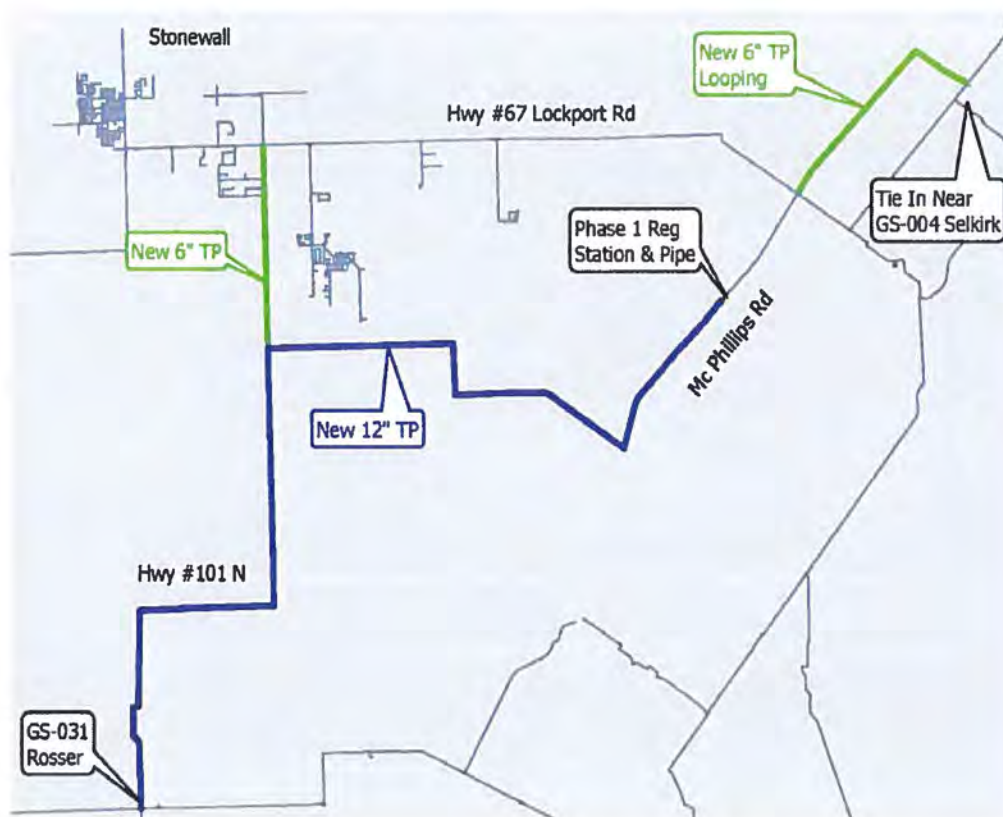 Stonewall
New 6" TP
Looping
Hwy #67 Lockport Rd
Tie In Near
GS-004 Selkirk
Phase 1 Reg
Station & Pipe
New 6" TP
Mc Phillips Rd
New 12" TP
Hwy #101 N
GS-031
Rosser